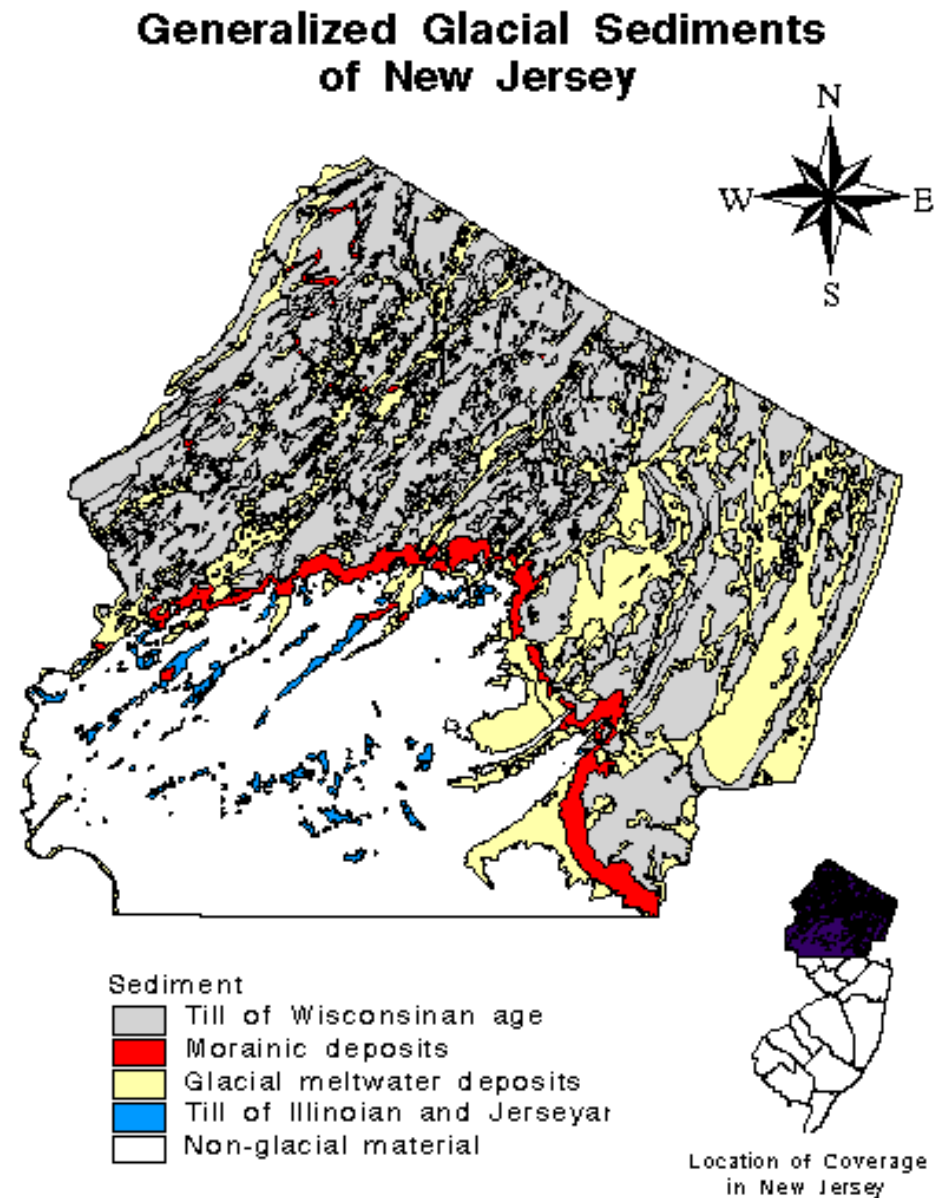 Generalized Glacial Sediments
of New Jersey
N
W
E
S
Sediment
Till of Wisconsinan age
Morainic deposits
Glacial meltwater deposits
Till of Illinoian and Jerseyar
Non-glacial material
Location of Coverage
in New Jersey